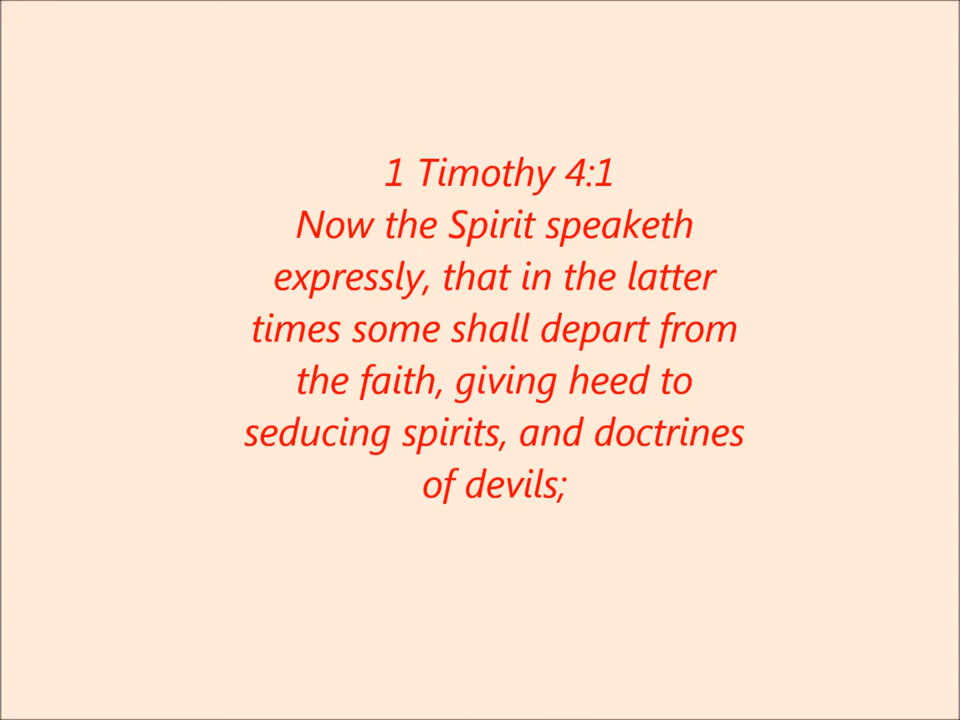 1 Timothy 4:1
Now the Spirit speaketh
expressly, that in the latter
times some shall depart from
the faith, giving heed to
seducing spirits, and doctrines
of devils;